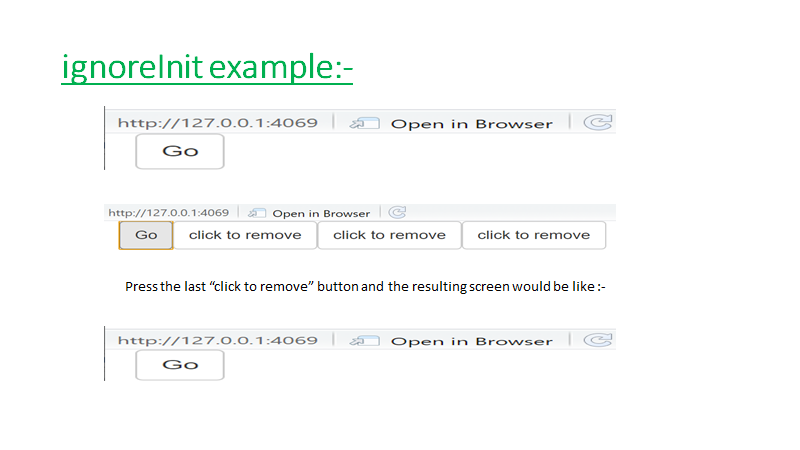 ignoreInit example:-
http://127.0.0.1:4069 Open in Browser
Go
http://127.0.0.1:4069 Open in Browser
Go click to remove click to remove click to remove
Press the last “click to remove” button and the resulting screen would be like :-
http://127.0.0.1:4069 Open in Browser
Go